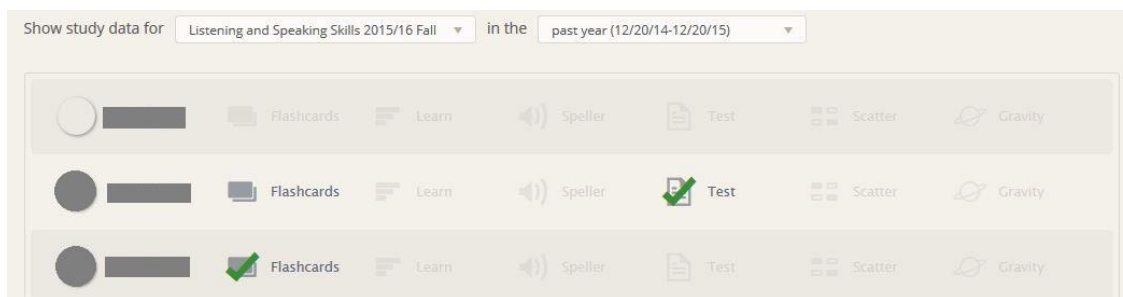 Show study data for Listening and Speaking Skills 2015/16 Fall in the past year (12/20/14-12/20/15)
Flashcards Learn Speller Test Scatter Gravity
Flashcards Learn Speller Test Scatter Gravity
Flashcards Learn Speller Test Scatter Gravity